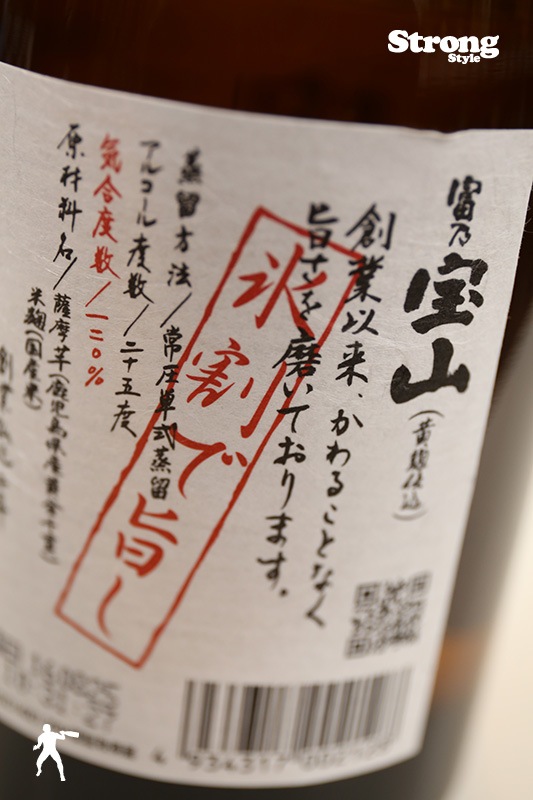 Strong
Style
富乃
宝山
(黄麹仕込)
創業以来、かわることなく
旨さを磨いております。
氷割で旨し
蒸留方法／常圧単式蒸留
アルコール度数／二十五度
気合度数／一二〇%
原材料名／薩摩芋(鹿児島県産黄金千貫)
米麹(国産米)